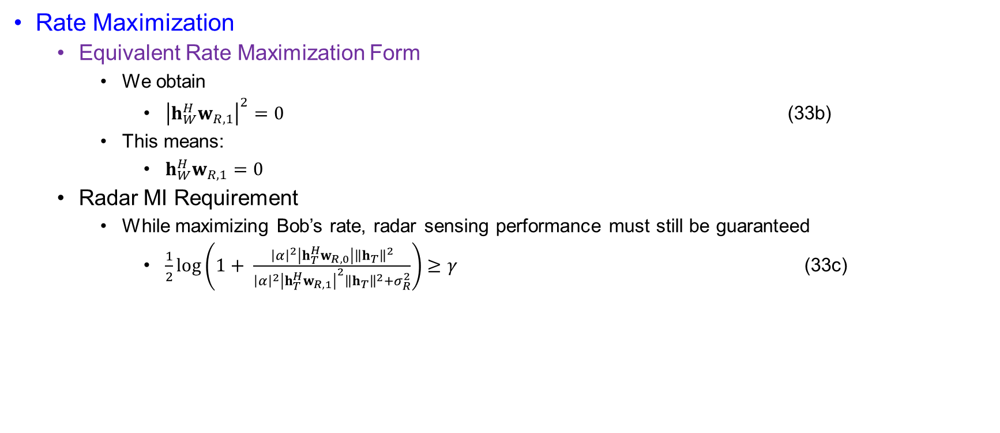 • Rate Maximization
• Equivalent Rate Maximization Form
• We obtain
• |𝐡_W^H 𝐰_{R,1}|^2 = 0 (33b)
• This means:
• 𝐡_W^H 𝐰_{R,1} = 0
• Radar MI Requirement
• While maximizing Bob’s rate, radar sensing performance must still be guaranteed
• \frac{1}{2} log(1 + \frac{|α|^2 |𝐡_T^H 𝐰_{R,0}| ‖𝐡_T‖^2}{|α|^2 |𝐡_T^H 𝐰_{R,1}|^2 ‖𝐡_T‖^2 + σ_R^2}) ≥ γ (33c)